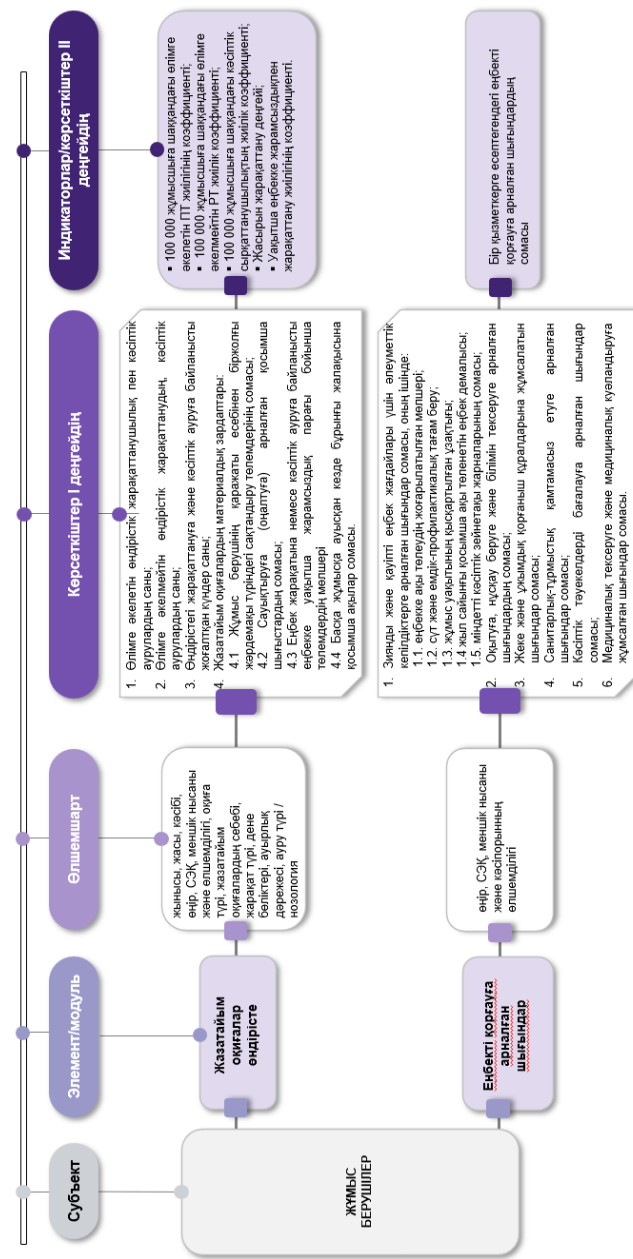 Субъект
Элемент/модуль
Өлшемшарт
Көрсеткіштер І деңгейдің
Индикаторлар/көрсеткіштер ІІ
деңгейдің
ЖҰМЫС
БЕРУШІЛЕР
Жазатайым
оқиғалар
өндірісте
жынысы, жасы, кәсібі,
өңір, СЭҚ, меншік нысаны
және өлшемділігі, оқиға
түрі, жазатайым
оқиғалардың себебі,
жарақат түрі, дене
бөліктері, ауырлық
дәрежесі, ауру түрі /
нозология
1. Өлімге әкелетін өндірістік жарақаттанушылық пен кәсіптік
аурулардың саны;
2. Өлімге әкелмейтін өндірістік жарақаттанудың, кәсіптік
аурулардың саны;
3. Өндірістегі жарақаттануға және кәсіптік ауруға байланысты
жоғалтқан күндер саны;
4. Жазатайым оқиғалардың материалдық зардаптары:
4.1 Жұмыс берушінің қаражаты есебінен біржолғы
жәрдемақы түріндегі сақтандыру төлемдерінің сомасы;
4.2 Сауықтыруға (оңалтуға) арналған қосымша
шығыстардың сомасы;
4.3 Еңбек жарақатына немесе кәсіптік ауруға байланысты
еңбекке уақытша жарамсыздық парағы бойынша
төлемдердің мөлшері
4.4 Басқа жұмысқа ауысқан кезде бұрынғы жалақысына
қосымша ақылар сомасы.
▪ 100 000 жұмысшыға шаққандағы өлімге
әкелетін ПТ жиілігінің коэффициенті;
▪ 100 000 жұмысшыға шаққандағы өлімге
әкелмейтін РТ жиілік коэффициенті;
▪ 100 000 жұмысшыға шаққандағы кәсіптік
сырқаттанушылықтың жиілік коэффициенті;
▪ Жасырын жарақаттану деңгейі;
▪ Уақытша еңбекке жарамсыздықпен
жарақаттану жиілігінің коэффициенті.
Еңбекті қорғауға
арналған
шығындар
өңір, СЭҚ, меншік нысаны
және кәсіпорынның
өлшемділігі
1. Зиянды және қауіпті еңбек жағдайлары үшін әлеуметтік
кепілдіктерге арналған шығындар сомасы, оның ішінде:
1.1. еңбекке ақы төлеудің жоғарылатылған мөлшері;
1.2. сүт және емдік-профилактикалық тағам беру;
1.3. жұмыс уақытының қысқартылған ұзақтығы;
1.4 жыл сайынғы қосымша ақы төленетін еңбек демалысы;
1.5. міндетті кәсіптік зейнетақы жарналарының сомасы;
2. Оқытуға, нұсқау беруге және білімін тексеруге арналған
шығындардың сомасы;
3. Жеке және ұжымдық қорғаныш құралдарына жұмсалатын
шығындар сомасы;
4. Санитарлық-тұрмыстық қамтамасыз етуге арналған
шығындар сомасы;
5. Кәсіптік тәуекелдерді бағалауға арналған шығындар
сомасы;
6. Медициналық тексеруге және медициналық куәландыруға
жұмсалған шығындар сомасы.
Бір қызметкерге есептегендегі еңбекті
қорғауға арналған шығындардың
сомасы